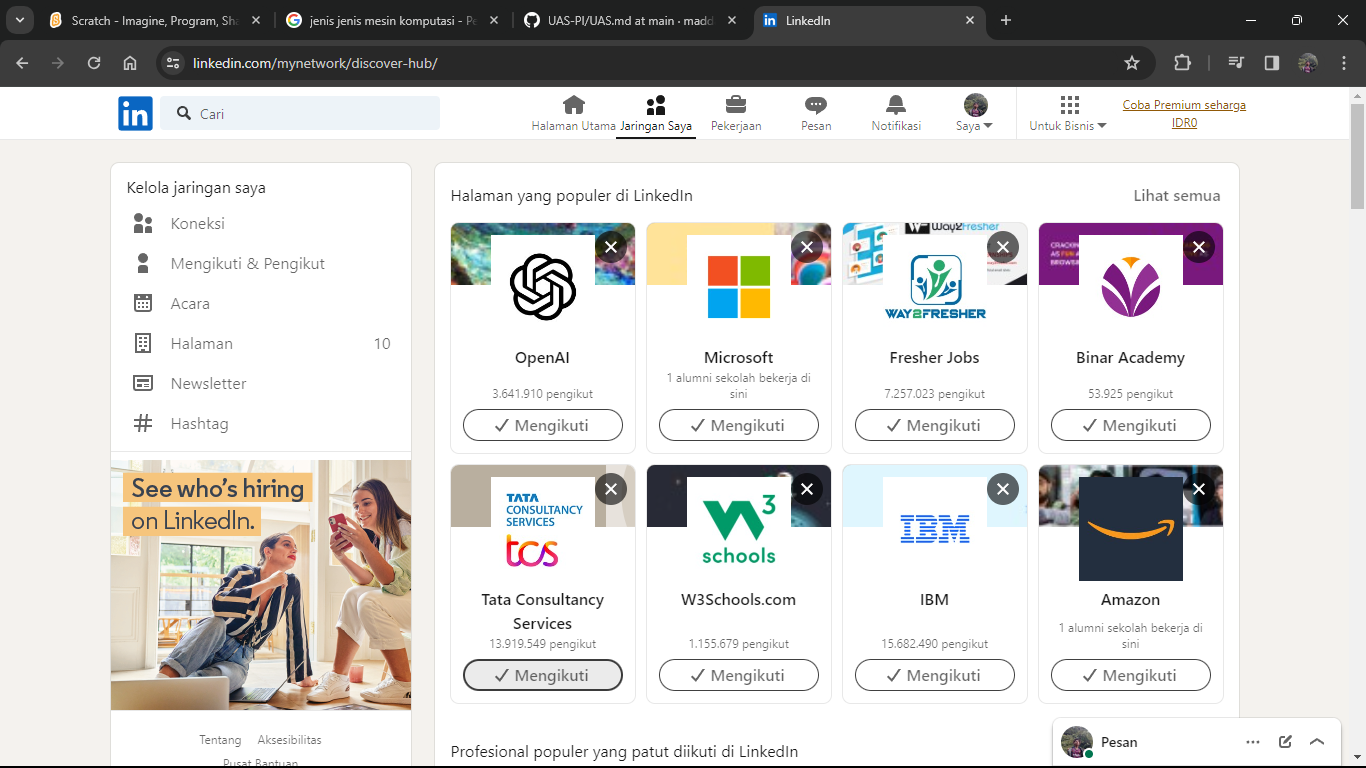 Scratch - Imagine, Program, Sha
jenis jenis mesin komputasi - Pe
UAS-PI/UAS.md at main · madd
LinkedIn
linkedin.com/mynetwork/discover-hub/
in
Cari
Halaman Utama
Jaringan Saya
Pekerjaan
Pesan
Notifikasi
Saya
Untuk Bisnis
Coba Premium seharga
IDR0
Kelola jaringan saya
Koneksi
Mengikuti & Pengikut
Acara
Halaman 10
Newsletter
Hashtag
See who's hiring
on LinkedIn.
Tentang Aksesibilitas
Pusat Bantuan
Halaman yang populer di LinkedIn
Lihat semua
OpenAI
3.641.910 pengikut
Mengikuti
Microsoft
1 alumni sekolah bekerja di
sini
Mengikuti
Way2Fresher
WAY2FRESHER
Fresher Jobs
7.257.023 pengikut
Mengikuti
CRACKIN
AS FUN A
BROWSER
Binar Academy
53.925 pengikut
Mengikuti
TATA
CONSULTANCY
SERVICES
tcs
Tata Consultancy
Services
13.919.549 pengikut
Mengikuti
W3
schools
W3Schools.com
1.155.679 pengikut
Mengikuti
IBM
IBM
15.682.490 pengikut
Mengikuti
Amazon
1 alumni sekolah bekerja di
sini
Mengikuti
Profesional populer yang patut diikuti di LinkedIn
Pesan